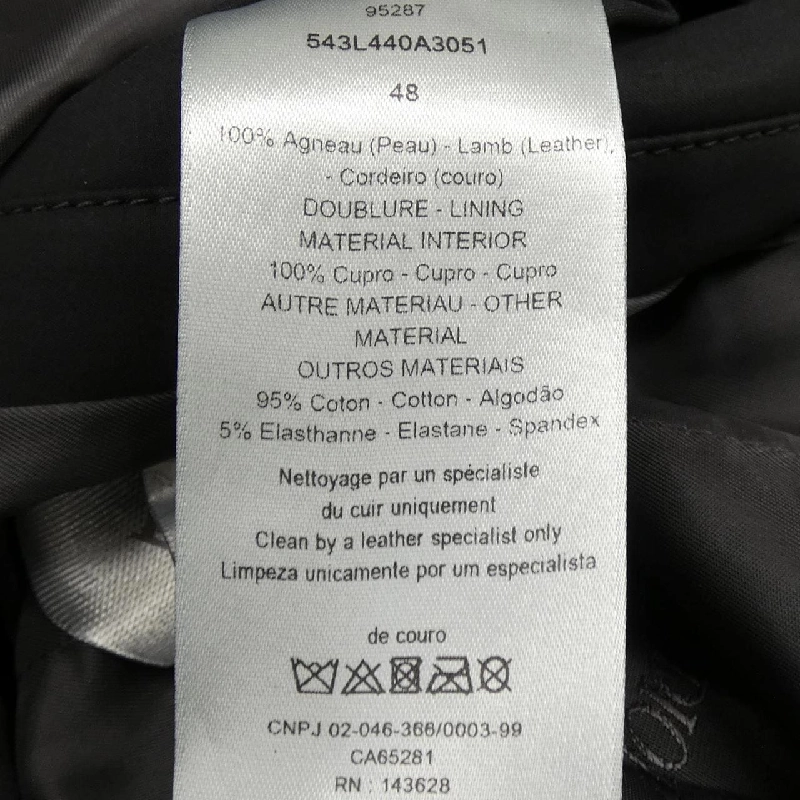 95287
543L440A3051
48
100% Agneau (Peau) - Lamb (Leather),
- Cordeiro (couro)
DOUBLURE - LINING
MATERIAL INTERIOR
100% Cupro - Cupro - Cupro
AUTRE MATERIAU - OTHER
MATERIAL
OUTROS MATERIAIS
95% Coton - Cotton - Algodão
5% Elasthanne - Elastane - Spandex
Nettoyage par un spécialiste
du cuir uniquement
Clean by a leather specialist only
Limpeza unicamente por um especialista
de couro
CNPJ 02-046-366/0003-99
CA65281
RN : 143628